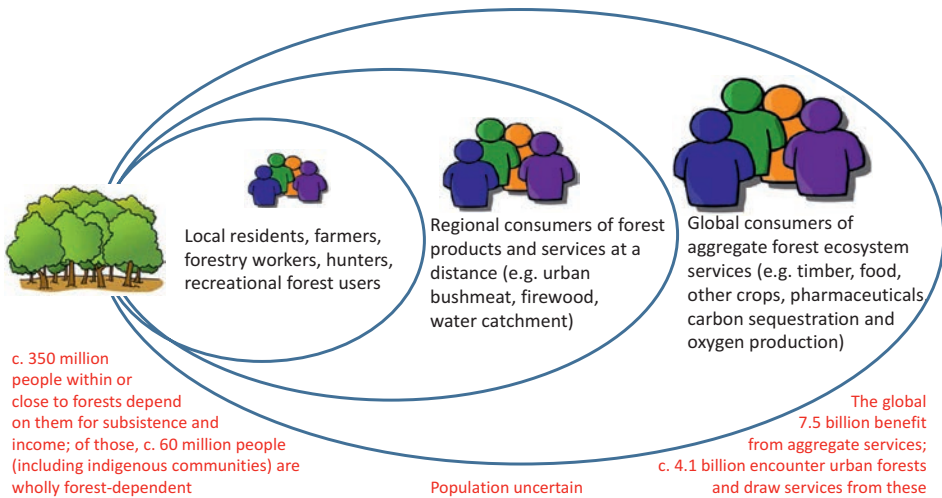 Local residents, farmers,
forestry workers, hunters,
recreational forest users
Regional consumers of forest
products and services at a
distance (e.g. urban
bushmeat, firewood,
water catchment)
Global consumers of
aggregate forest ecosystem
services (e.g. timber, food,
other crops, pharmaceuticals,
carbon sequestration and
oxygen production)
c. 350 million
people within or
close to forests depend
on them for subsistence and
income; of those, c. 60 million people
(including indigenous communities) are
wholly forest-dependent
Population uncertain
The global
7.5 billion benefit
from aggregate services;
c. 4.1 billion encounter urban forests
and draw services from these